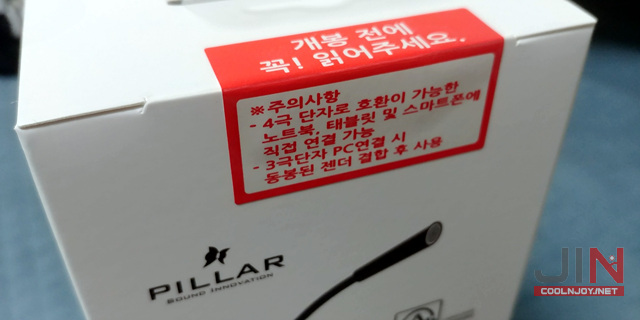 개봉 전에
꼭! 읽어주세요.
※주의사항
- 4극 단자로 호환이 가능한
노트북, 태블릿 및 스마트폰에
직접 연결 가능
- 3극단자 PC연결 시
동봉된 젠더 결합 후 사용
PILLAR
SOUND INNOVATION
JIN
COOLNJOY.NET